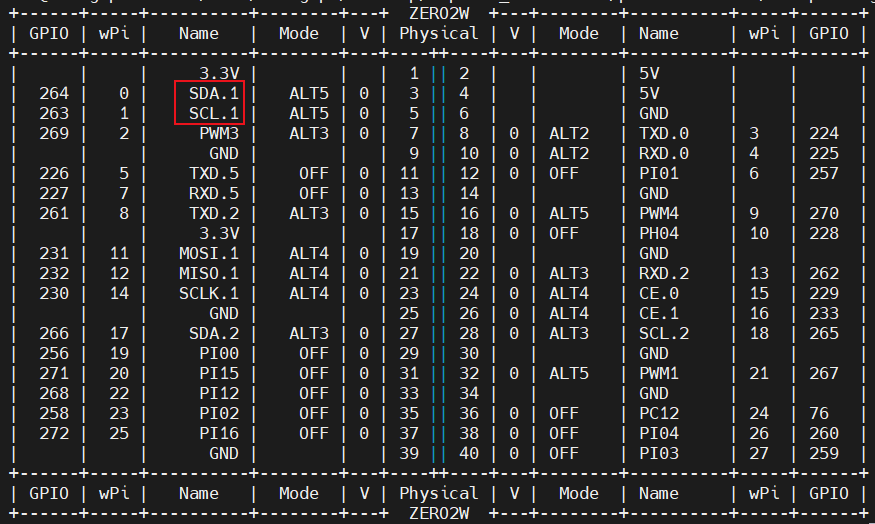 +------+-----+----------+--------+---+  ZERO2W  +---+--------+----------+-----+------+
| GPIO | wPi |   Name   |  Mode  | V | Physical | V |  Mode  | Name     | wPi | GPIO |
+------+-----+----------+--------+---+----++----+---+--------+----------+-----+------+
|      |     |     3.3V |        |   |  1 || 2  |   |        | 5V       |     |      |
|  264 |   0 |    SDA.1 |   ALT5 | 0 |  3 || 4  |   |        | 5V       |     |      |
|  263 |   1 |    SCL.1 |   ALT5 | 0 |  5 || 6  |   |        | GND      |     |      |
|  269 |   2 |     PWM3 |   ALT3 | 0 |  7 || 8  | 0 | ALT2   | TXD.0    | 3   | 224  |
|      |     |      GND |        |   |  9 || 10 | 0 | ALT2   | RXD.0    | 4   | 225  |
|  226 |   5 |    TXD.5 |    OFF | 0 | 11 || 12 | 0 | OFF    | PI01     | 6   | 257  |
|  227 |   7 |    RXD.5 |    OFF | 0 | 13 || 14 |   |        | GND      |     |      |
|  261 |   8 |    TXD.2 |   ALT3 | 0 | 15 || 16 | 0 | ALT5   | PWM4     | 9   | 270  |
|      |     |     3.3V |        |   | 17 || 18 | 0 | OFF    | PH04     | 10  | 228  |
|  231 |  11 |   MOSI.1 |   ALT4 | 0 | 19 || 20 |   |        | GND      |     |      |
|  232 |  12 |   MISO.1 |   ALT4 | 0 | 21 || 22 | 0 | ALT3   | RXD.2    | 13  | 262  |
|  230 |  14 |   SCLK.1 |   ALT4 | 0 | 23 || 24 | 0 | ALT4   | CE.0     | 15  | 229  |
|      |     |      GND |        |   | 25 || 26 | 0 | ALT4   | CE.1     | 16  | 233  |
|  266 |  17 |    SDA.2 |   ALT3 | 0 | 27 || 28 | 0 | ALT3   | SCL.2    | 18  | 265  |
|  256 |  19 |     PI00 |    OFF | 0 | 29 || 30 |   |        | GND      |     |      |
|  271 |  20 |     PI15 |    OFF | 0 | 31 || 32 | 0 | ALT5   | PWM1     | 21  | 267  |
|  268 |  22 |     PI12 |    OFF | 0 | 33 || 34 |   |        | GND      |     |      |
|  258 |  23 |     PI02 |    OFF | 0 | 35 || 36 | 0 | OFF    | PC12     | 24  | 76   |
|  272 |  25 |     PI16 |    OFF | 0 | 37 || 38 | 0 | OFF    | PI04     | 26  | 260  |
|      |     |      GND |        |   | 39 || 40 | 0 | OFF    | PI03     | 27  | 259  |
+------+-----+----------+--------+---+----++----+---+--------+----------+-----+------+
| GPIO | wPi |   Name   |  Mode  | V | Physical | V |  Mode  | Name     | wPi | GPIO |
+------+-----+----------+--------+---+  ZERO2W  +---+--------+----------+-----+------+